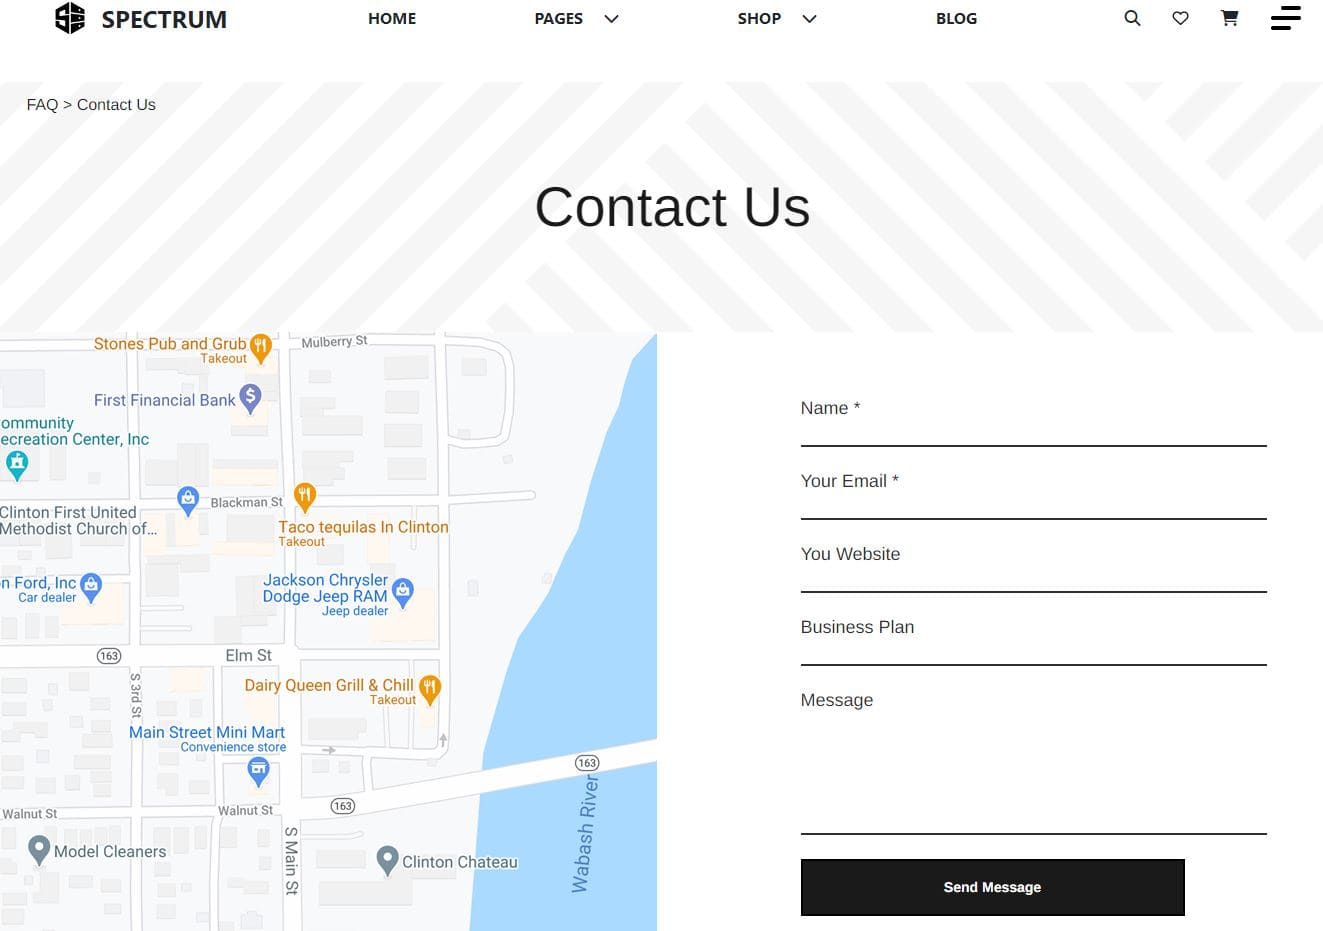 SPECTRUM
HOME
PAGES
SHOP
BLOG
FAQ > Contact Us
Contact Us
Stones Pub and Grub
Takeout
Mulberry St
First Financial Bank
ommunity
ecreation Center, Inc
Blackman St
Clinton First United
Methodist Church of...
Taco tequilas In Clinton
Takeout
n Ford, Inc
Car dealer
Jackson Chrysler
Dodge Jeep RAM
Jeep dealer
163
Elm St
S 3rd St
Dairy Queen Grill & Chill
Takeout
Main Street Mini Mart
Convenience store
163
Walnut St
Walnut St
163
Wabash River
S Main St
Model Cleaners
Clinton Chateau
Name *
Your Email *
You Website
Business Plan
Message
Send Message